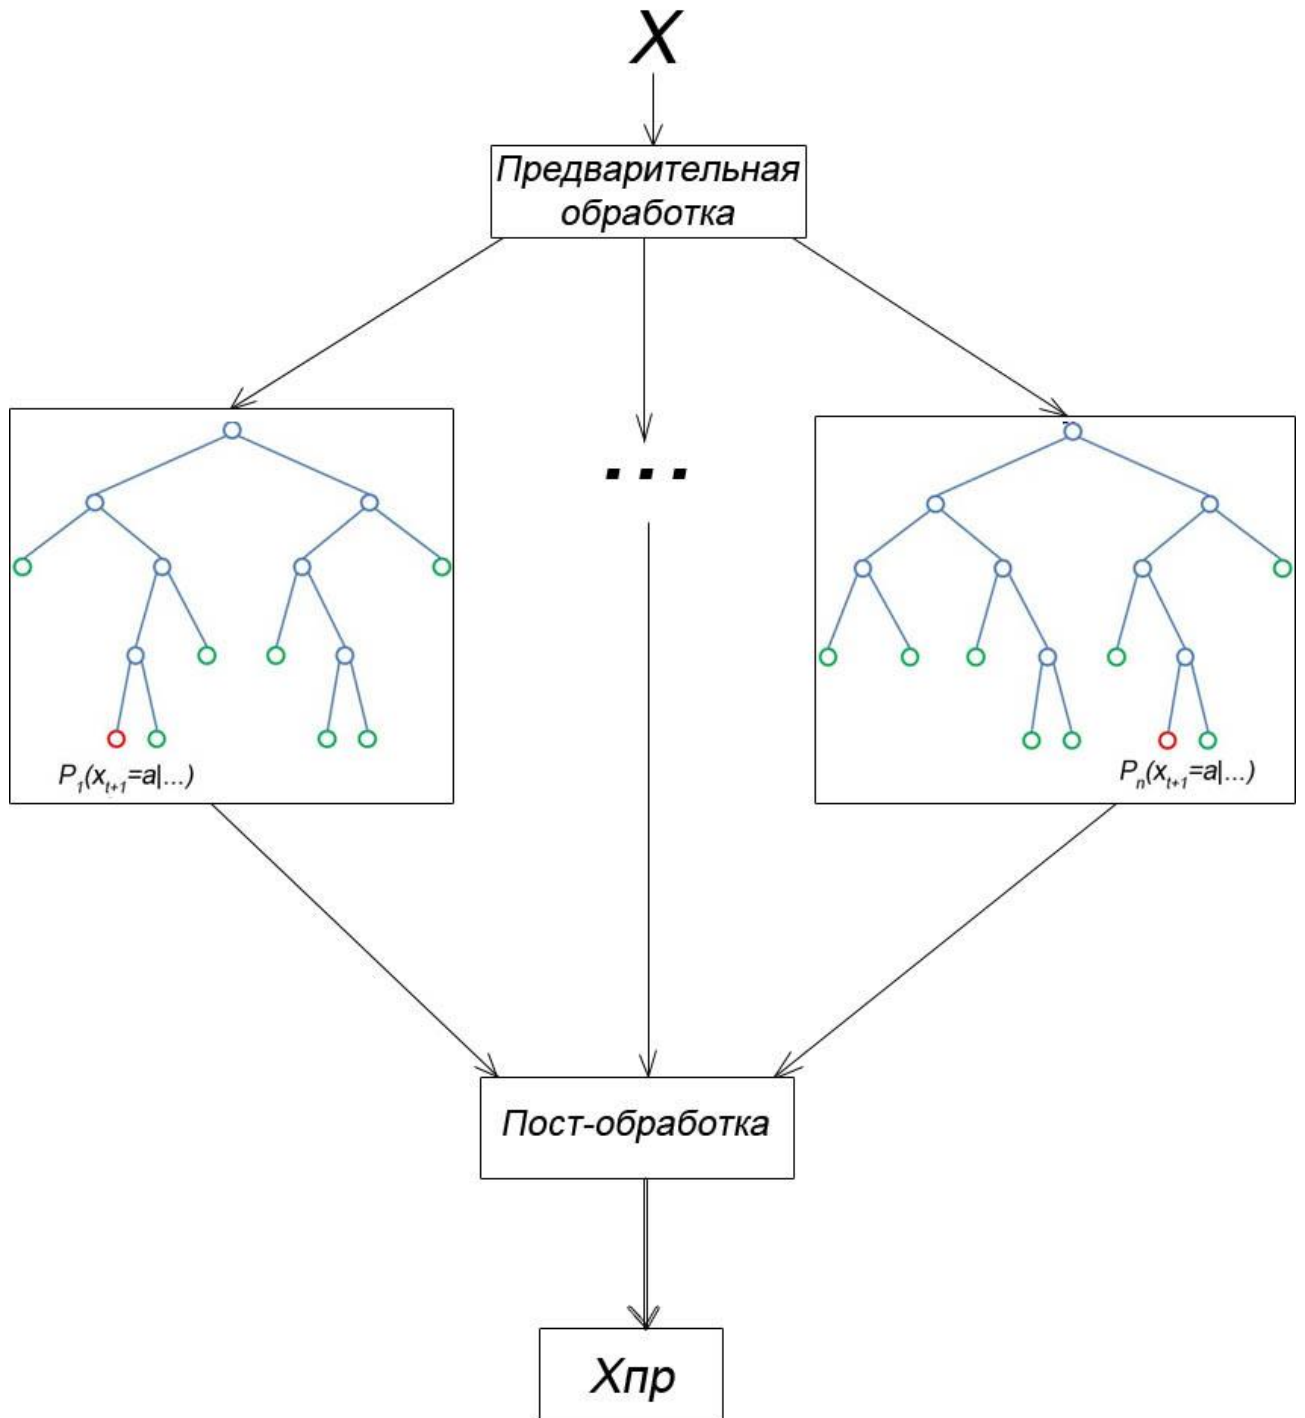 X
Предварительная
обработка
...
P₁(xₜ₊₁=a|...)
Pₙ(xₜ₊₁=a|...)
Пост-обработка
Xпр